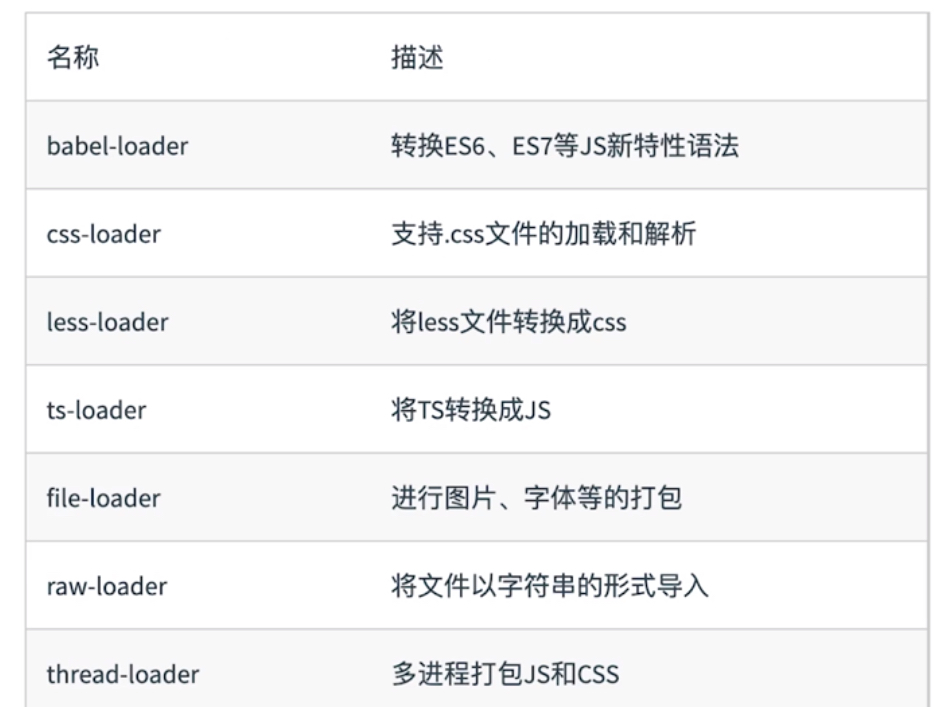 名称 描述
babel-loader 转换ES6、ES7等JS新特性语法
css-loader 支持.css文件的加载和解析
less-loader 将less文件转换成css
ts-loader 将TS转换成JS
file-loader 进行图片、字体等的打包
raw-loader 将文件以字符串的形式导入
thread-loader 多进程打包JS和CSS